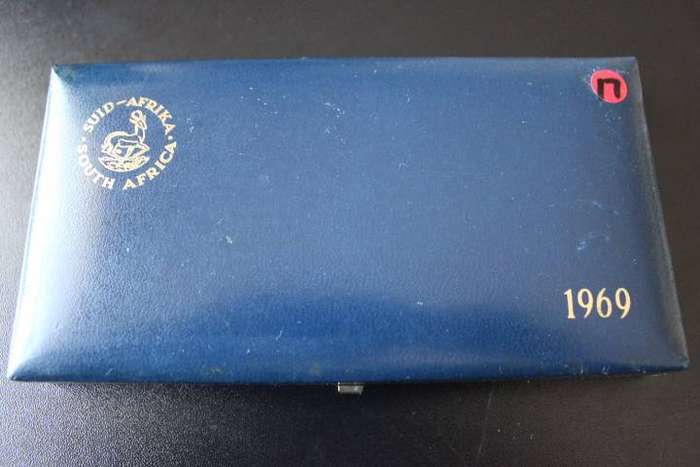 SUID-AFRIKA · SOUTH AFRICA ·
n
1969